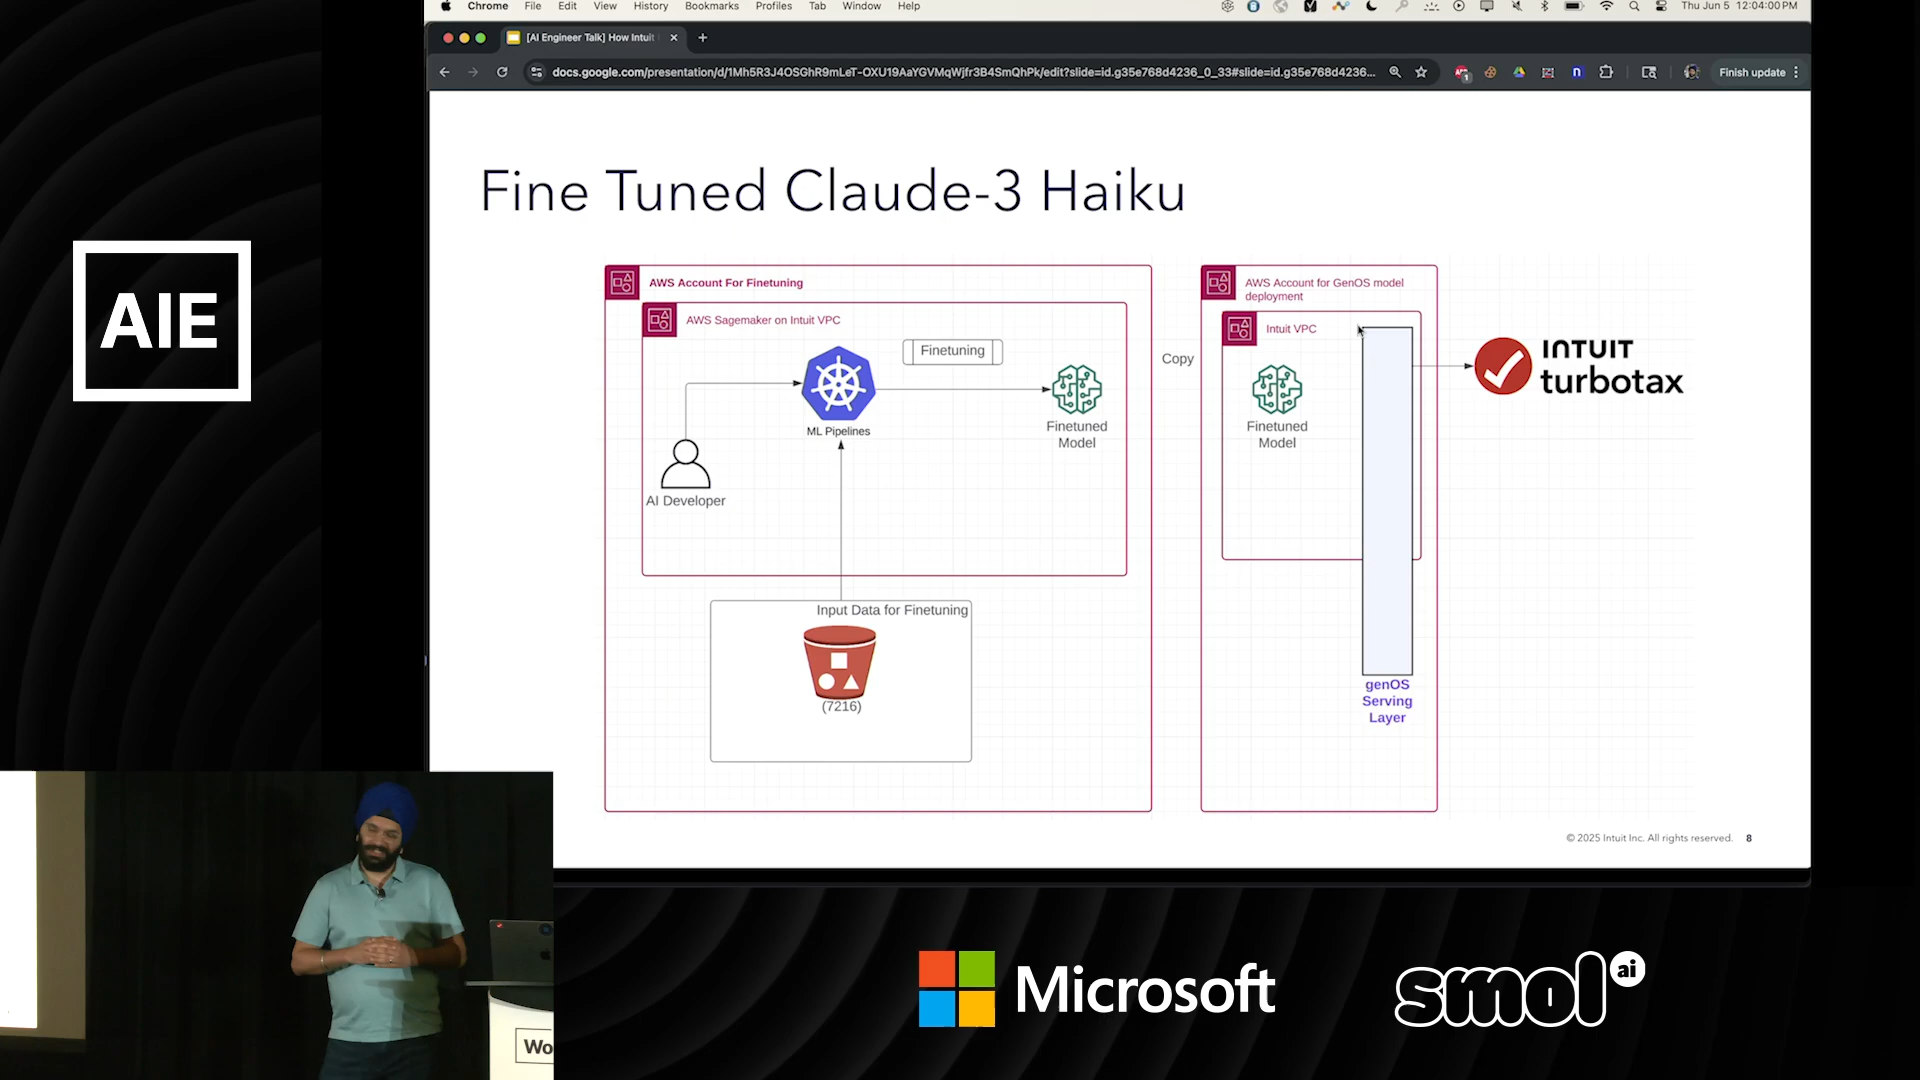 Chrome File Edit View History Bookmarks Profiles Tab Window Help Thu Jun 5 12:04:00 PM
[AI Engineer Talk] How Intuit
docs.google.com/presentation/d/1Mh5R3J4OSGhR9mLeT-OXU19AaYGVMqWjfr3B4SmQhPk/edit?slide=id.g35e768d4236_0_33#slide=id.g35e768d4236... Finish update
Fine Tuned Claude-3 Haiku
AWS Account For Finetuning
AWS Sagemaker on Intuit VPC
Finetuning
ML Pipelines
Finetuned
Model
AI Developer
Input Data for Finetuning
(7216)
Copy
AWS Account for GenOS model
deployment
Intuit VPC
Finetuned
Model
genOS
Serving
Layer
INTUIT
turbotax
© 2025 Intuit Inc. All rights reserved. 8
AIE
Wo
Microsoft
smol ai